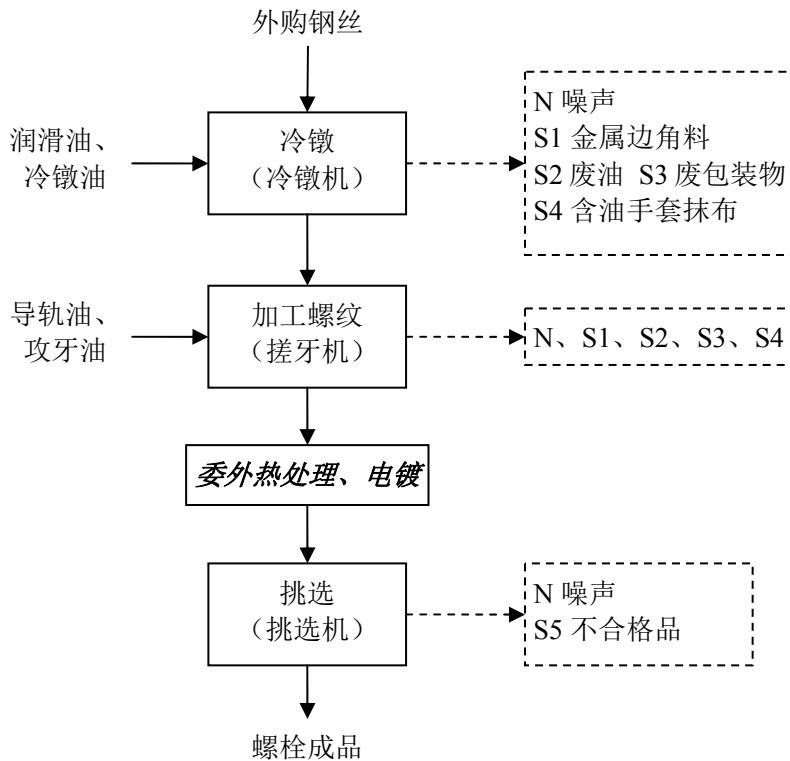 外购钢丝
润滑油、
冷镦油
冷镦
（冷镦机）
N 噪声
S1 金属边角料
S2 废油  S3 废包装物
S4 含油手套抹布
导轨油、
攻牙油
加工螺纹
（搓牙机）
N、S1、S2、S3、S4
委外热处理、电镀
挑选
（挑选机）
N 噪声
S5 不合格品
螺栓成品